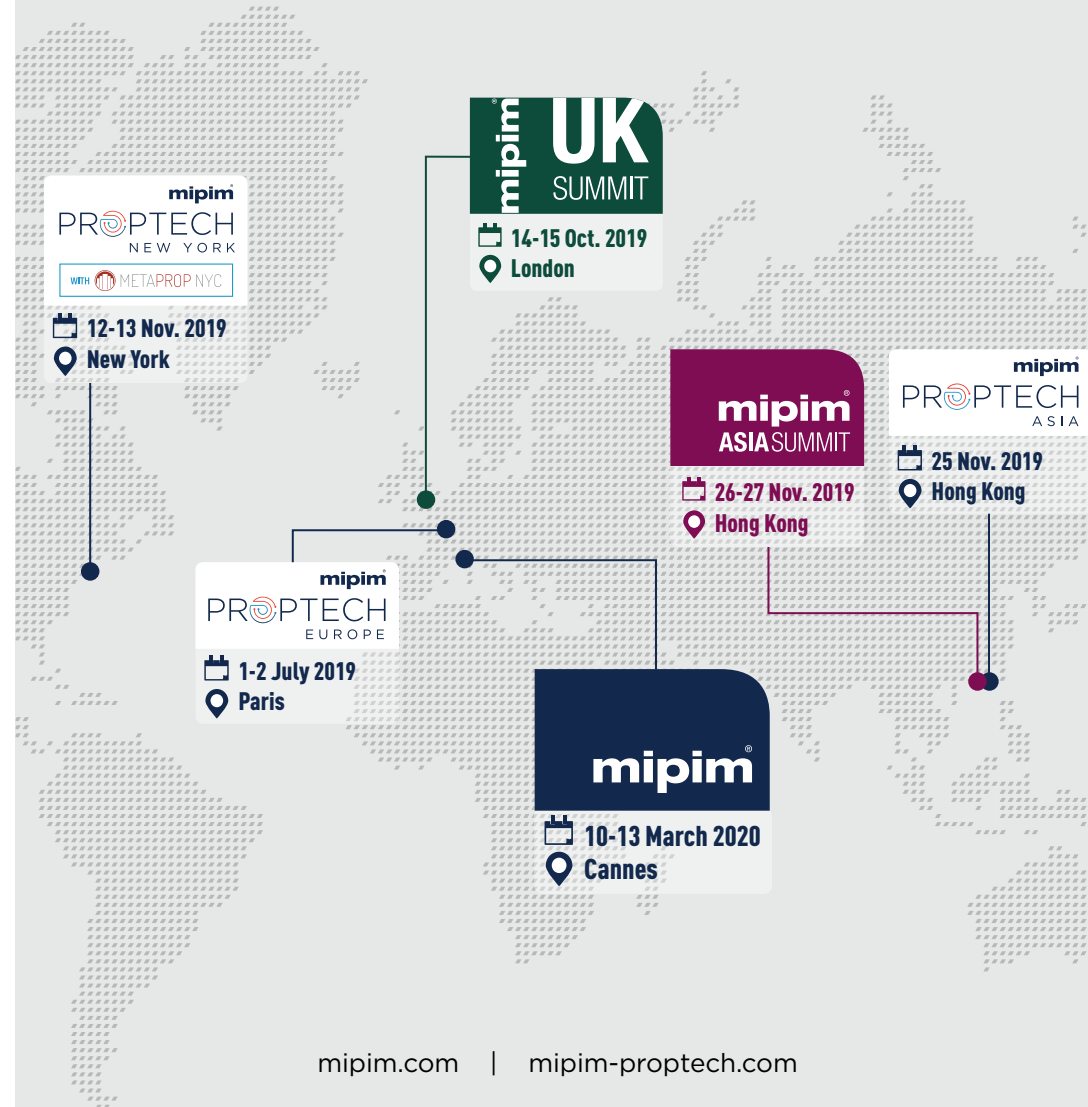 mipim®
UK
SUMMIT
14-15 Oct. 2019
London
mipim®
PROPTECH
NEW YORK
WITH METAPROP NYC
12-13 Nov. 2019
New York
mipim®
ASIA SUMMIT
26-27 Nov. 2019
Hong Kong
mipim®
PROPTECH
ASIA
25 Nov. 2019
Hong Kong
mipim®
PROPTECH
EUROPE
1-2 July 2019
Paris
mipim®
10-13 March 2020
Cannes
mipim.com | mipim-proptech.com